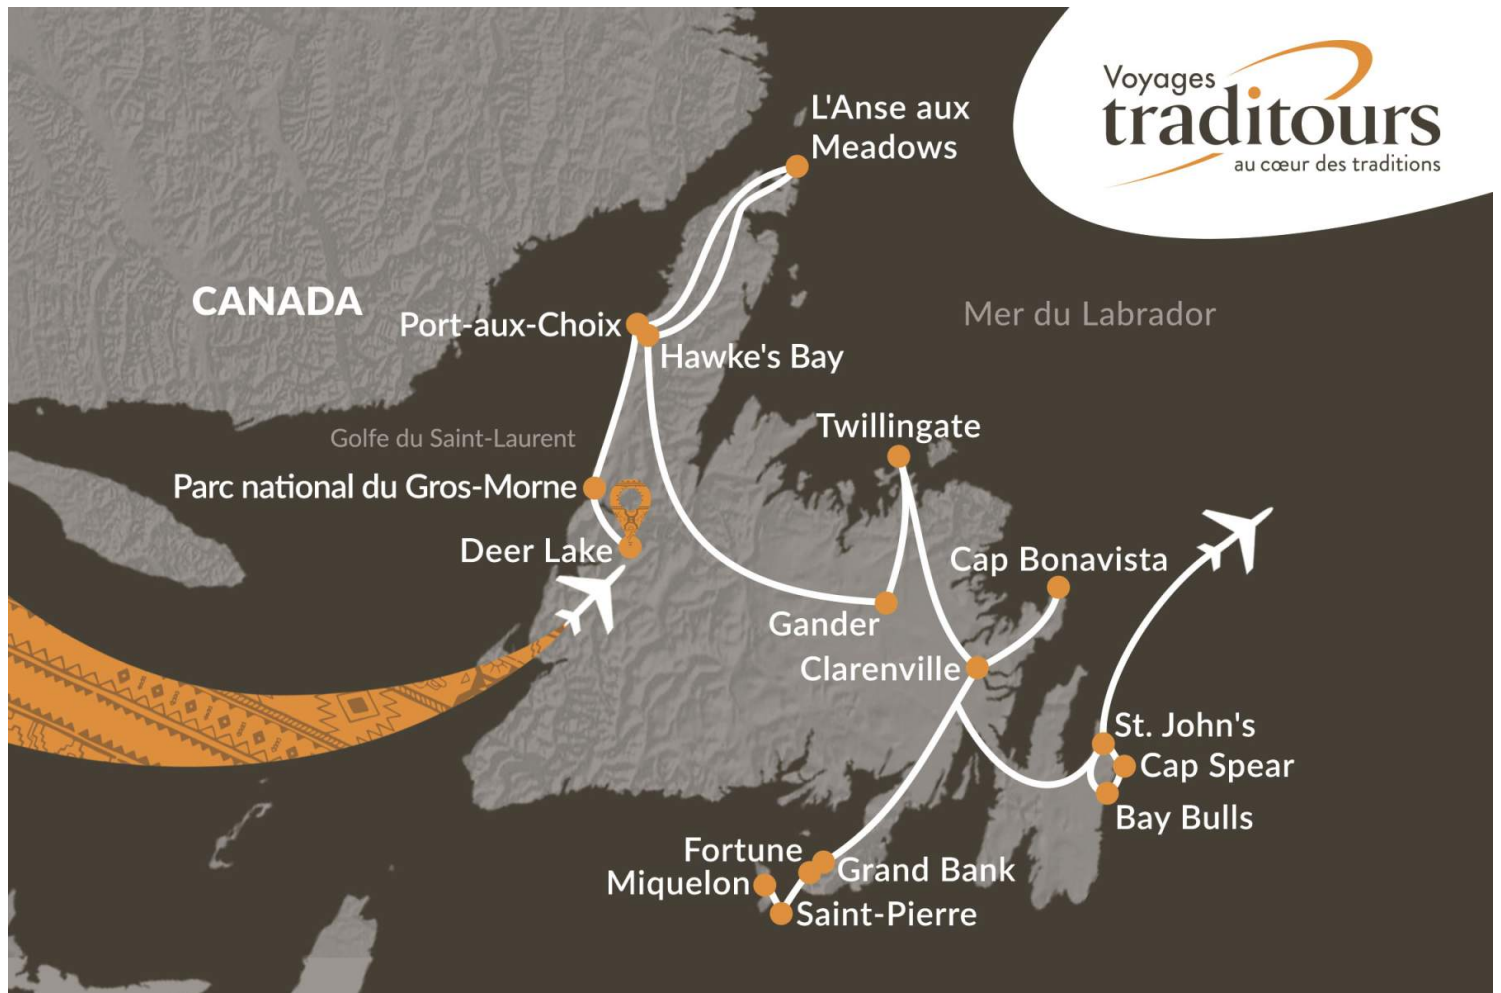 Voyages
traditours
au cœur des traditions
L'Anse aux
Meadows
CANADA
Port-aux-Choix
Hawke's Bay
Mer du Labrador
Twillingate
Golfe du Saint-Laurent
Parc national du Gros-Morne
Deer Lake
Cap Bonavista
Gander
Clarenville
St. John's
Cap Spear
Bay Bulls
Fortune
Grand Bank
Miquelon
Saint-Pierre